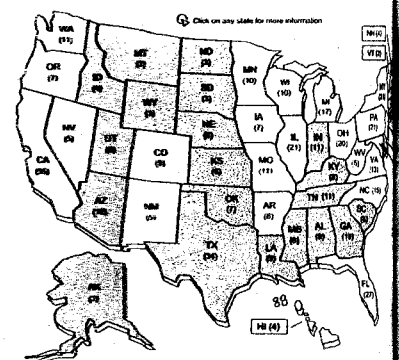 Click on any state for more information
WA
(11)
MT
(3)
ND
(3)
MN
(10)
NH (4)
VT (3)
OR
(7)
ID
(4)
WY
(3)
SD
(3)
WI
(10)
MI
(17)
NE
(5)
IA
(7)
PA
(21)
NV
(5)
UT
(5)
CO
(9)
IL
(21)
IN
(11)
OH
(20)
WV
(5)
VA
(13)
CA
(55)
KS
(6)
MO
(11)
KY
(8)
NC (15)
TN (11)
AZ
(10)
NM
(5)
OK
(7)
AR
(6)
SC
(8)
MS
(6)
AL
(9)
GA
(15)
TX
(34)
LA
(9)
FL
(27)
AK
(3)
88
HI (4)